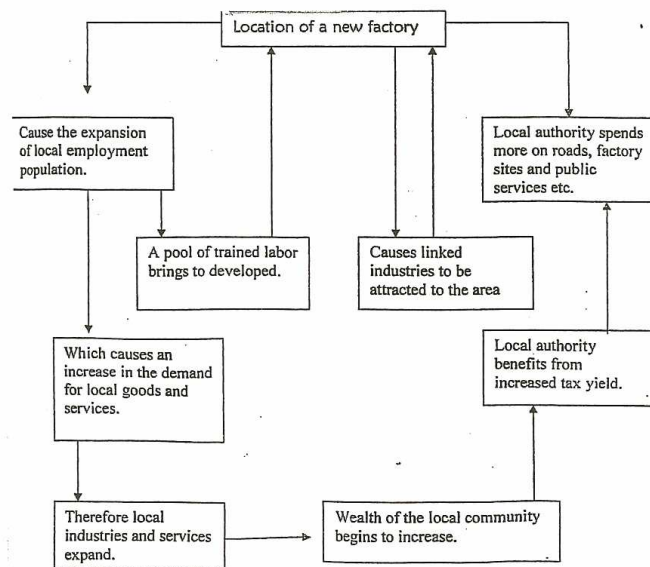 Location of a new factory
Cause the expansion
of local employment
population.
Local authority spends
more on roads, factory
sites and public
services etc.
A pool of trained labor
brings to developed.
Causes linked
industries to be
attracted to the area
Which causes an
increase in the demand
for local goods and
services.
Local authority
benefits from
increased tax yield.
Therefore local
industries and services
expand.
Wealth of the local community
begins to increase.